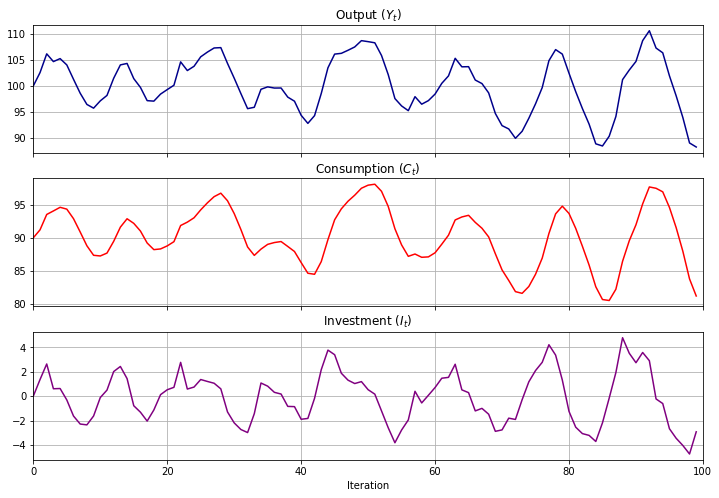 Output (Y_t)
110
105
100
95
90
Consumption (C_t)
95
90
85
80
Investment (I_t)
4
2
0
−2
−4
0 20 40 60 80 100
Iteration